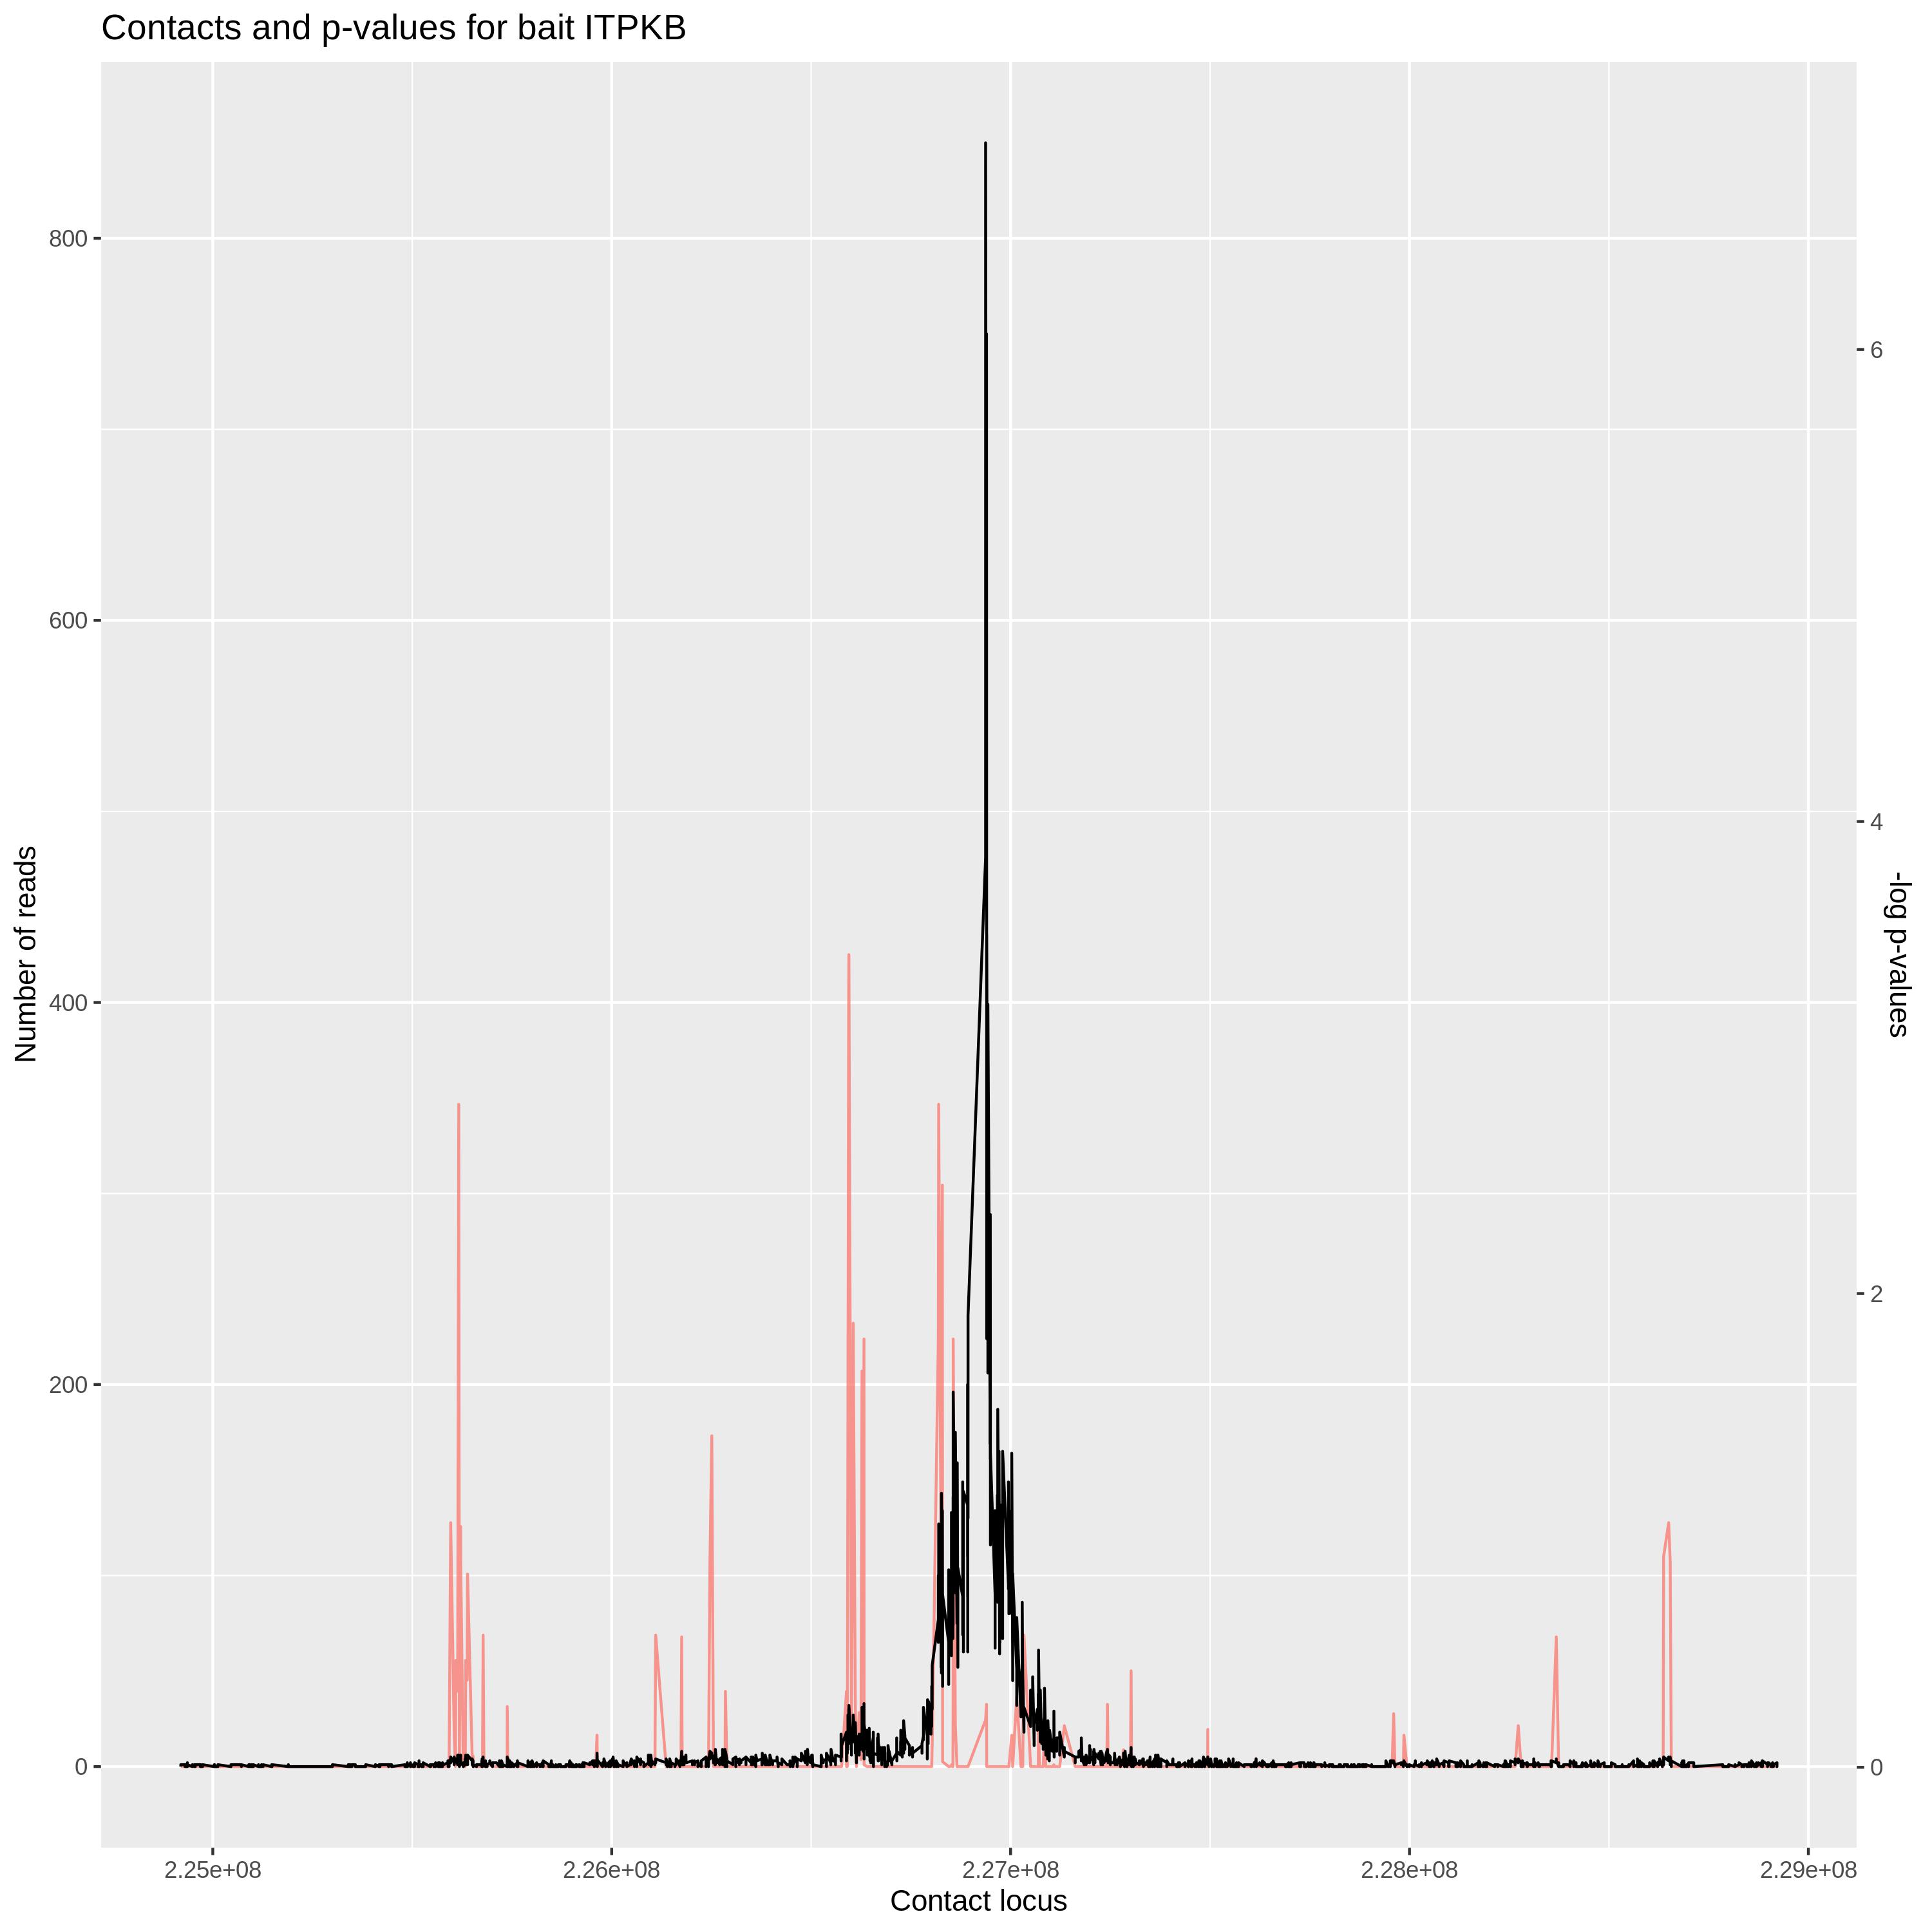 Contacts and p-values for bait ITPKB
800
600
400
200
0
Number of reads
6
4
2
0
-log p-values
2.25e+08
2.26e+08
2.27e+08
2.28e+08
2.29e+08
Contact locus